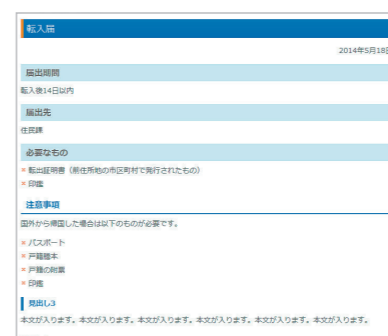 転入届
2014年5月18日
届出期間
転入後14日以内
届出先
住民課
必要なもの
転出証明書（前住所地の市区町村で発行されたもの）
印鑑
注意事項
国外から帰国した場合は以下のものが必要です。
パスポート
戸籍謄本
戸籍の附票
印鑑
見出し3
本文が入ります。本文が入ります。本文が入ります。本文が入ります。本文が入ります。本文が入ります。